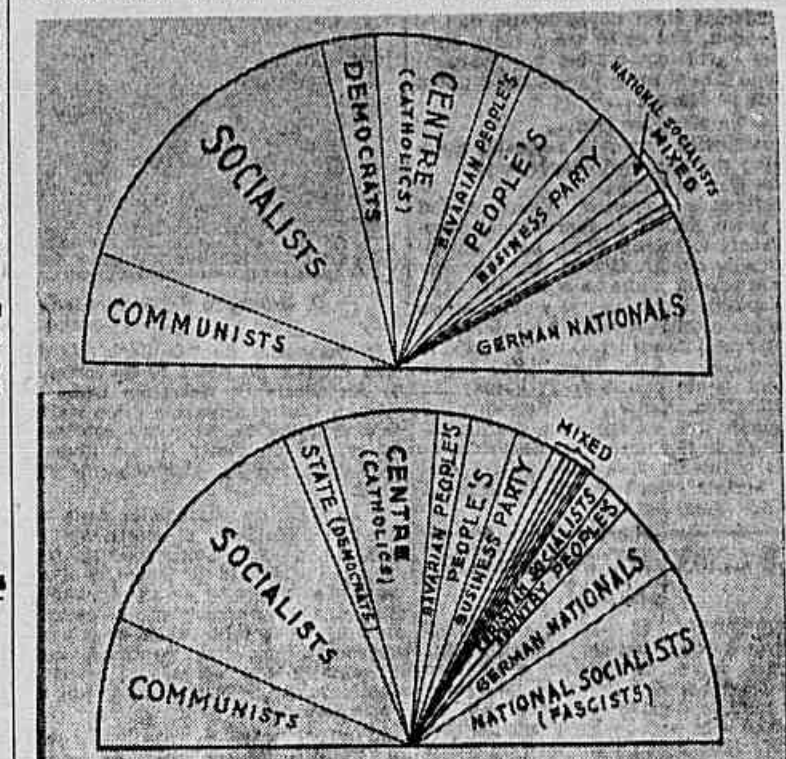 COMMUNISTS
SOCIALISTS
DEMOCRATS
CENTRE
(CATHOLICS)
BAVARIAN PEOPLE'S
PEOPLE'S
BUSINESS PARTY
NATIONAL SOCIALISTS
MIXED
GERMAN NATIONALS
COMMUNISTS
SOCIALISTS
STATE (DEMOCRATS)
CENTRE
(CATHOLICS)
BAVARIAN PEOPLE'S
PEOPLE'S
BUSINESS PARTY
MIXED
SOCIALISTS
COUNTRY PEOPLE'S
GERMAN NATIONALS
NATIONAL SOCIALISTS
(FASCISTS)